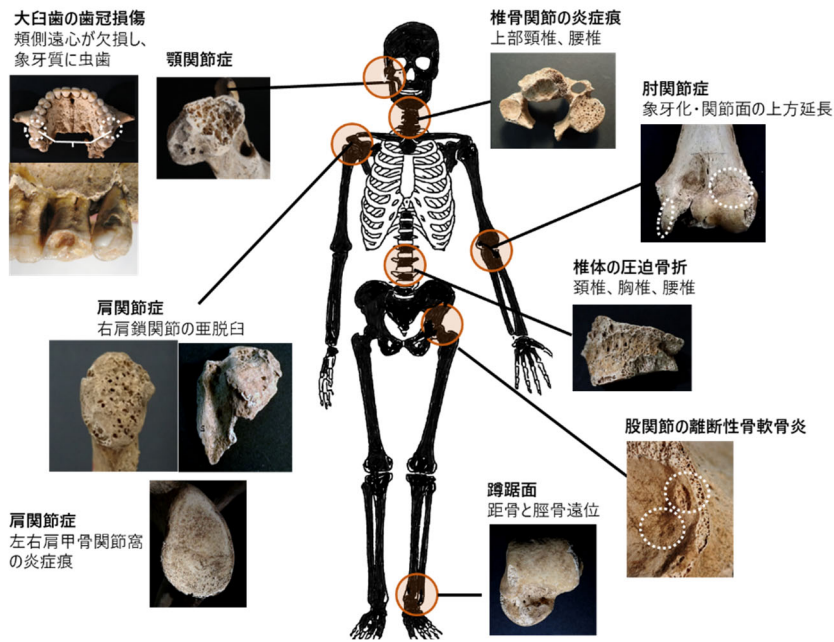 大臼歯の歯冠損傷
頬側遠心が欠損し、
象牙質に虫歯
顎関節症
椎骨関節の炎症痕
上部頸椎、腰椎
肘関節症
象牙化・関節面の上方延長
椎体の圧迫骨折
頚椎、胸椎、腰椎
肩関節症
右肩鎖関節の亜脱臼
股関節の離断性骨軟骨炎
蹲踞面
距骨と脛骨遠位
肩関節症
左右肩甲骨関節窩
の炎症痕